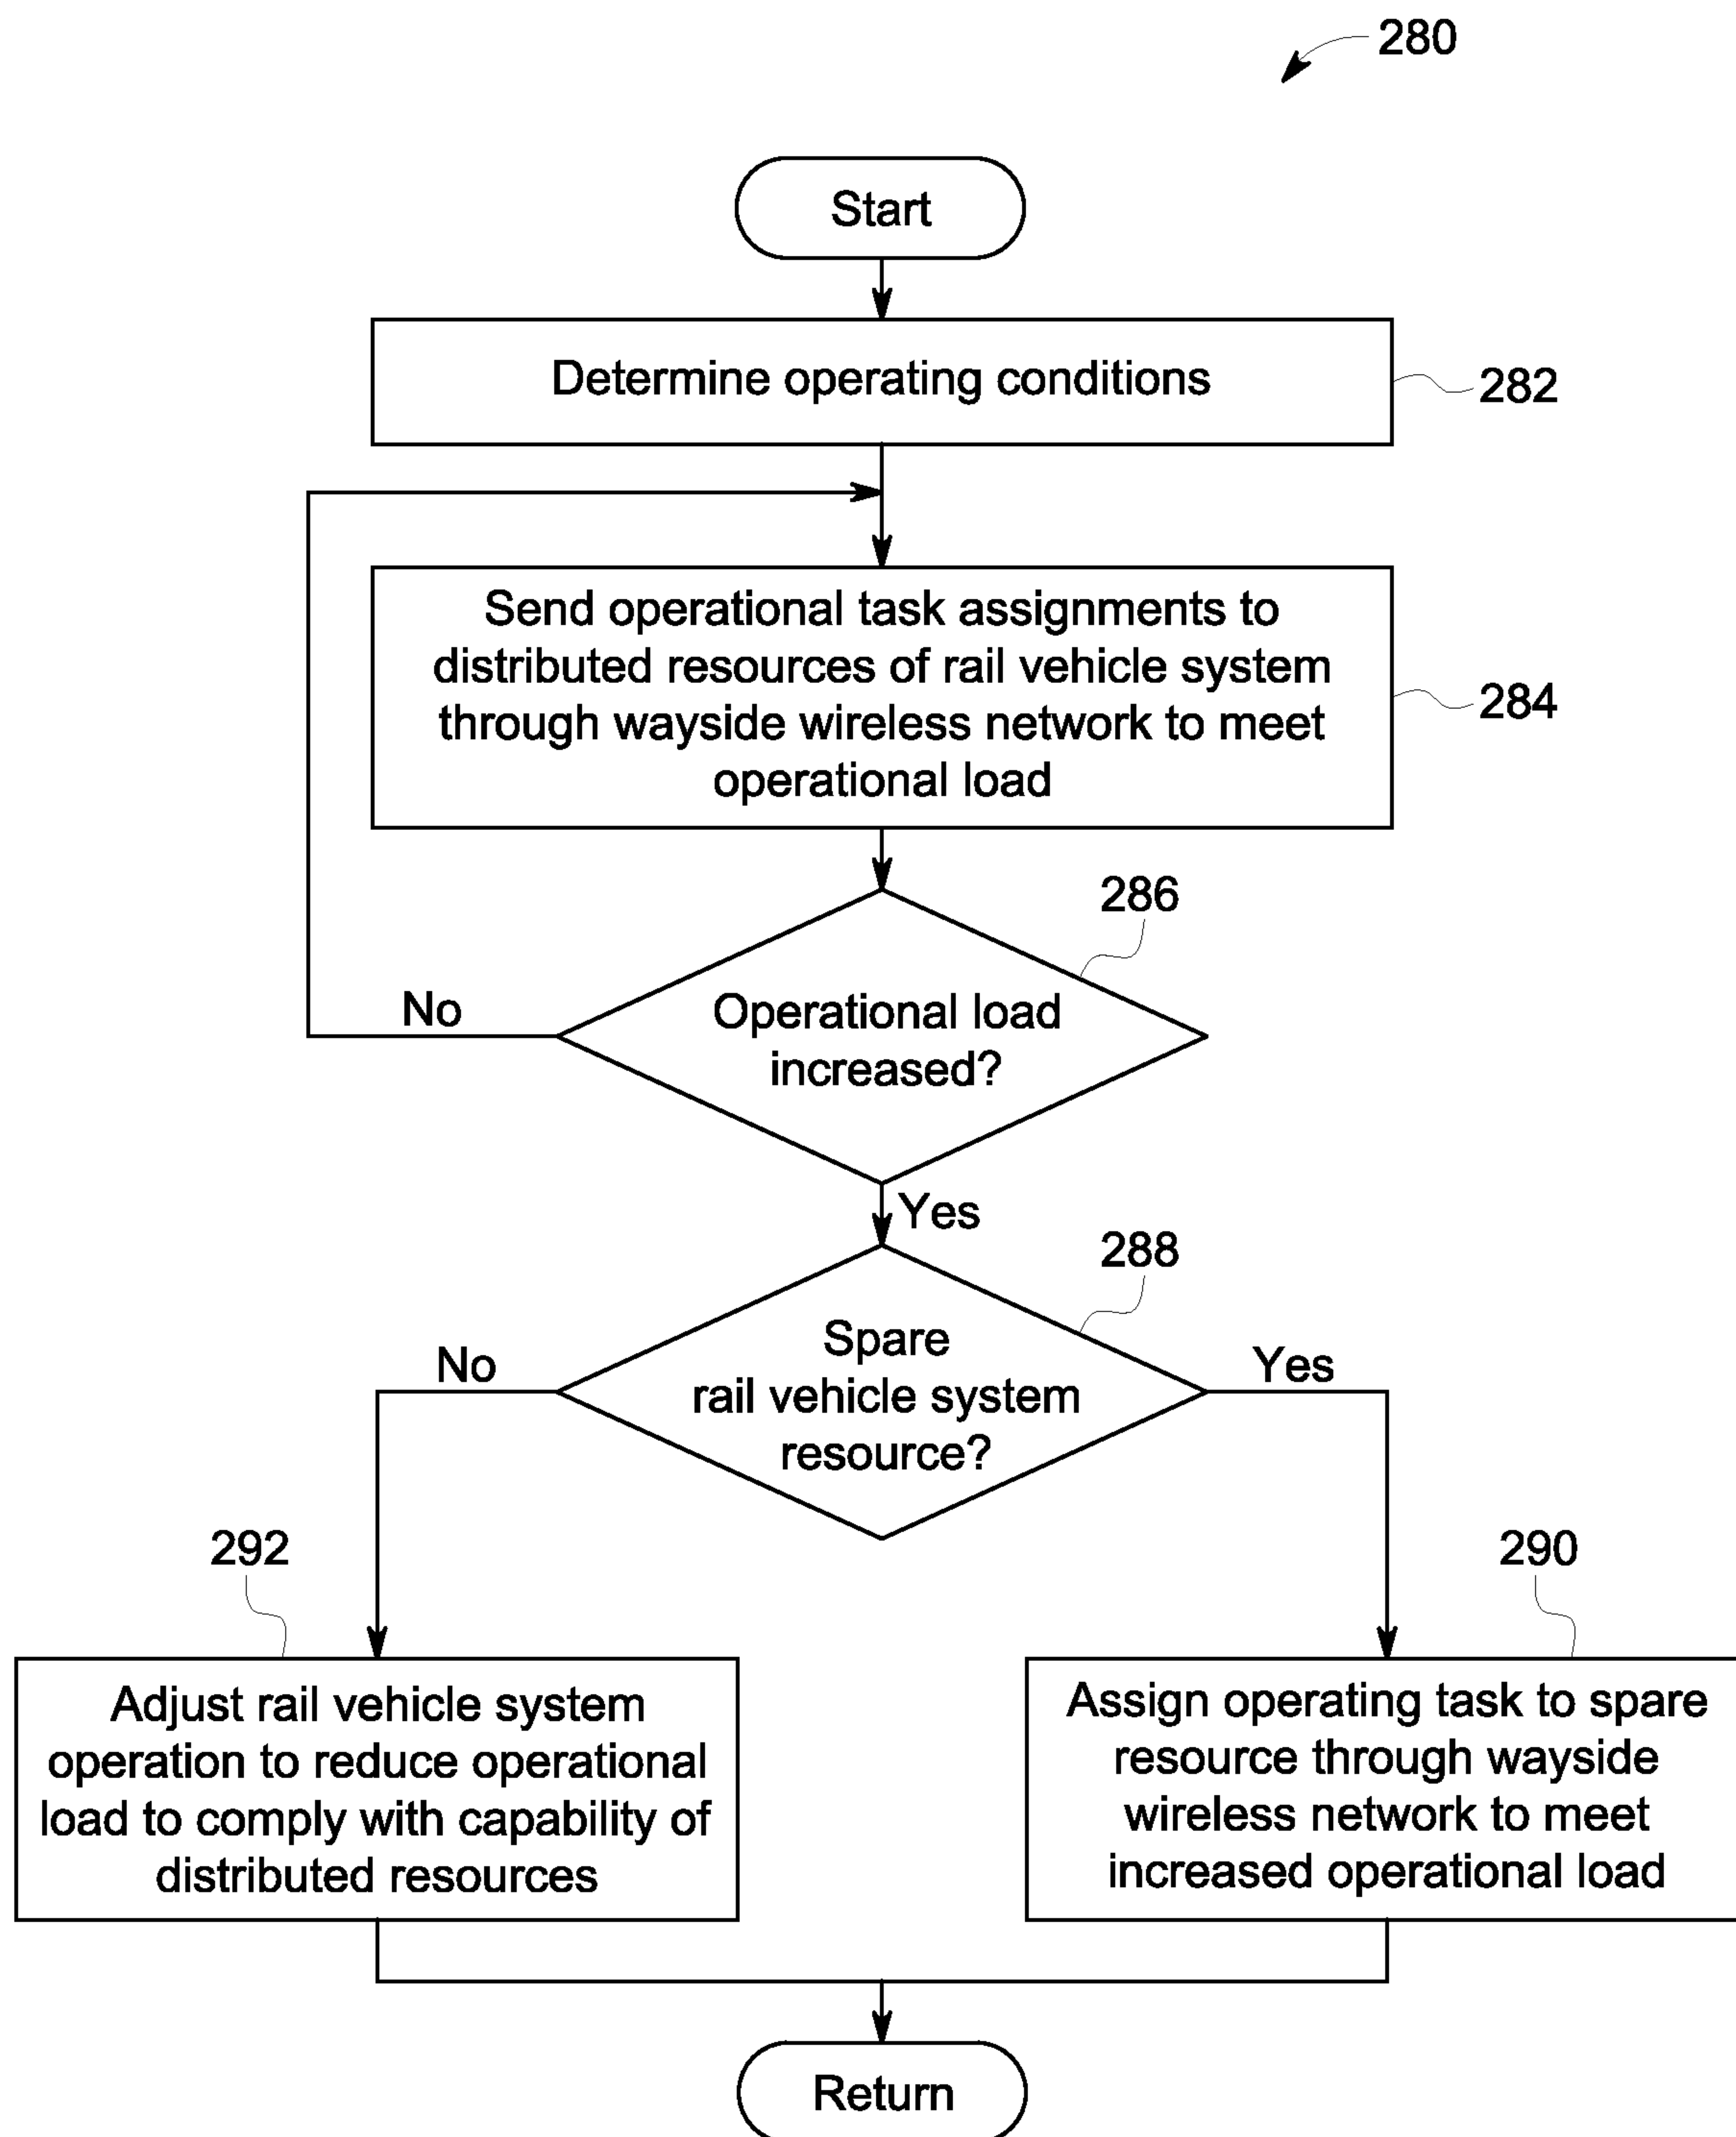 280
Start
Determine operating conditions
282
Send operational task assignments to
distributed resources of rail vehicle system
through wayside wireless network to meet
operational load
284
286
Operational load
increased?
No
Yes
288
Spare
rail vehicle system
resource?
No
Yes
292
290
Adjust rail vehicle system
operation to reduce operational
load to comply with capability of
distributed resources
Assign operating task to spare
resource through wayside
wireless network to meet
increased operational load
Return